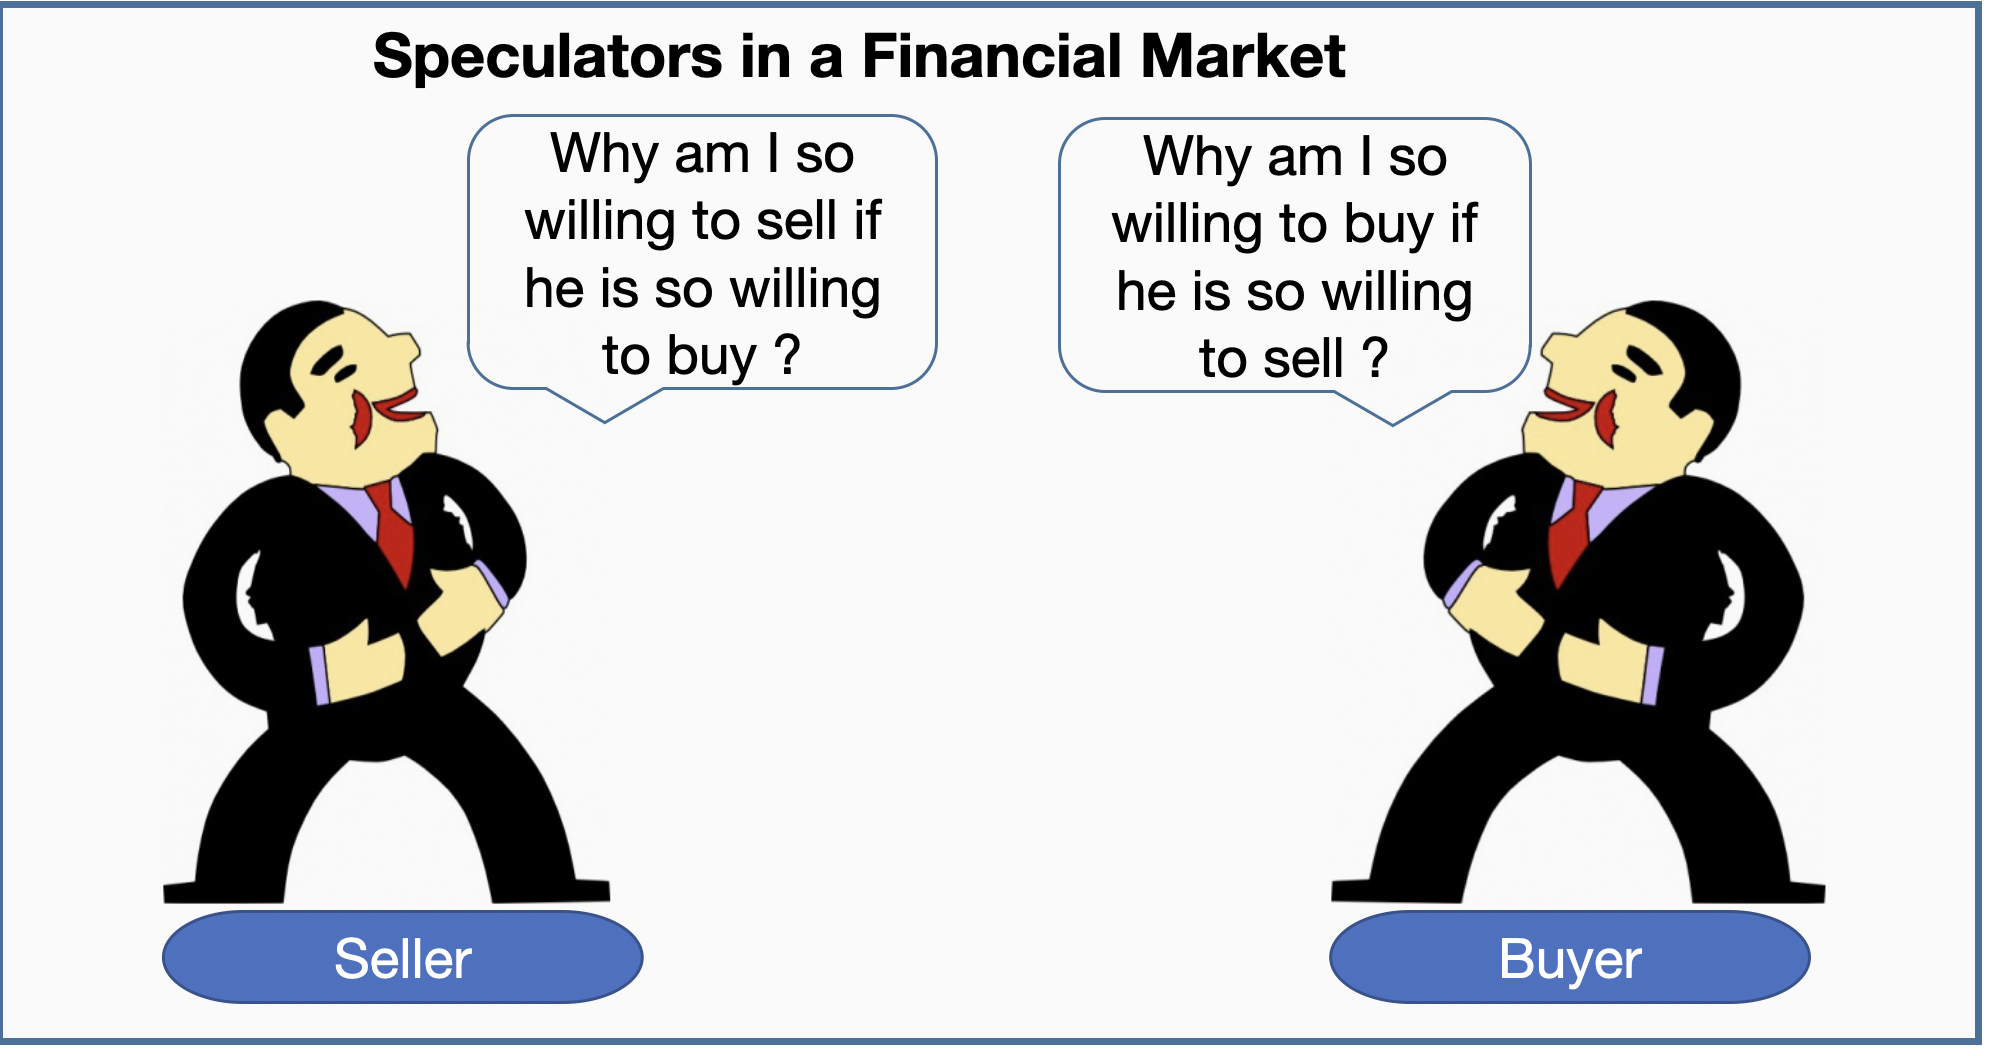 Speculators in a Financial Market
Why am I so
willing to sell if
he is so willing
to buy ?
Why am I so
willing to buy if
he is so willing
to sell ?
Seller
Buyer